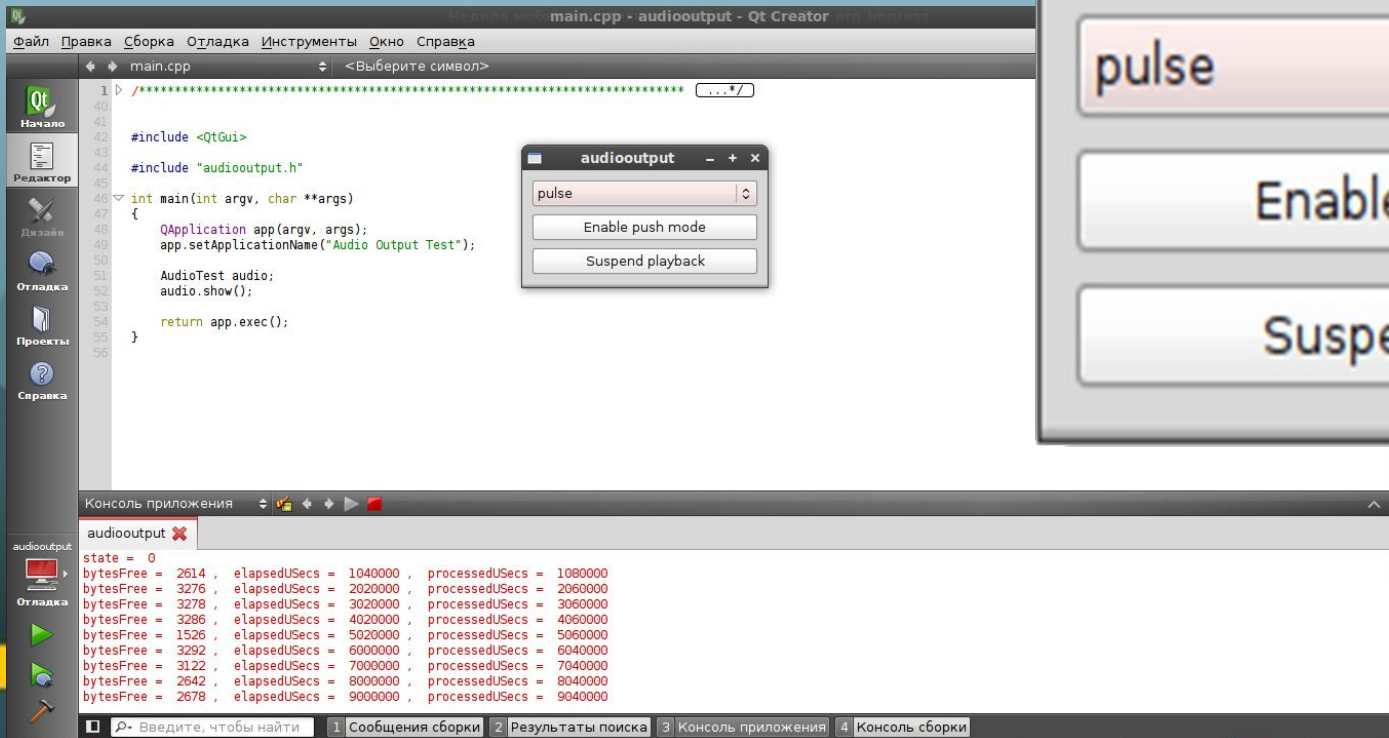 main.cpp - audiooutput - Qt Creator
Файл Правка Сборка Отладка Инструменты Окно Справка
main.cpp <Выберите символ>
1 /*************************************************************************** ...*/
40
41
42 #include <QtGui>
43
44 #include "audiooutput.h"
45
46 int main(int argv, char **args)
47 {
48 QApplication app(argv, args);
49 app.setApplicationName("Audio Output Test");
50
51 AudioTest audio;
52 audio.show();
53
54 return app.exec();
55 }
56
Начало
Редактор
Дизайн
Отладка
Проекты
Справка
audiooutput
Отладка
audiooutput
pulse
Enable push mode
Suspend playback
pulse
Enable
Suspe
Консоль приложения
audiooutput
state = 0
bytesFree = 2614 , elapsedUSecs = 1040000 , processedUSecs = 1080000
bytesFree = 3276 , elapsedUSecs = 2020000 , processedUSecs = 2060000
bytesFree = 3278 , elapsedUSecs = 3020000 , processedUSecs = 3060000
bytesFree = 3286 , elapsedUSecs = 4020000 , processedUSecs = 4060000
bytesFree = 1526 , elapsedUSecs = 5020000 , processedUSecs = 5060000
bytesFree = 3292 , elapsedUSecs = 6000000 , processedUSecs = 6040000
bytesFree = 3122 , elapsedUSecs = 7000000 , processedUSecs = 7040000
bytesFree = 2642 , elapsedUSecs = 8000000 , processedUSecs = 8040000
bytesFree = 2678 , elapsedUSecs = 9000000 , processedUSecs = 9040000
Введите, чтобы найти 1 Сообщения сборки 2 Результаты поиска 3 Консоль приложения 4 Консоль сборки